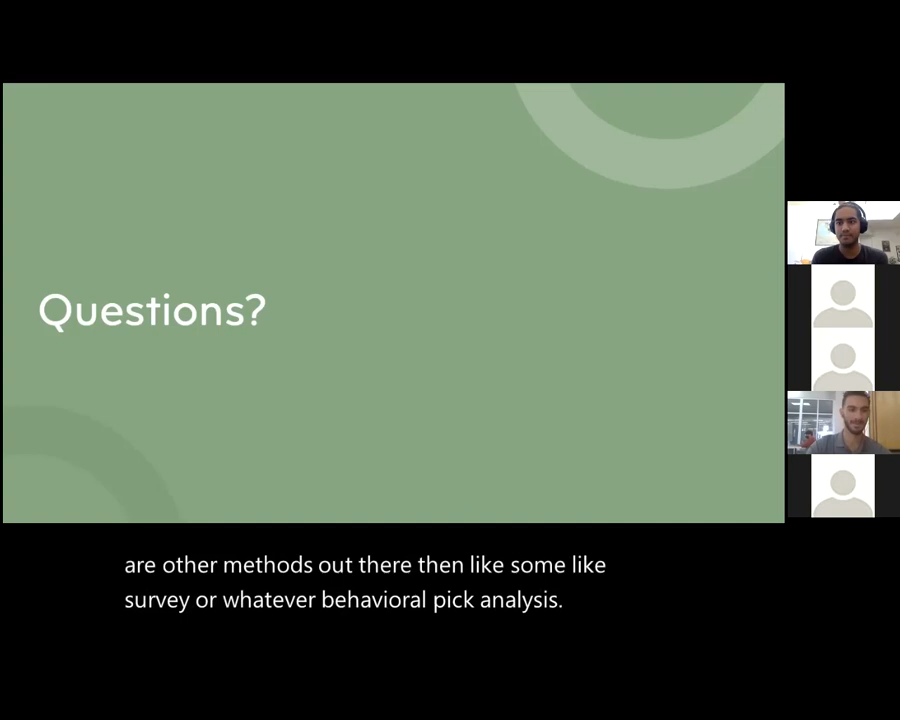 Questions?
are other methods out there then like some like
survey or whatever behavioral pick analysis.